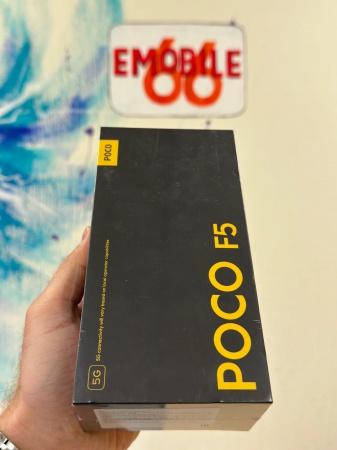 EMOBILE
66
POCO
POCO F5
5G connectivity will vary based on local operator capabilities
5G